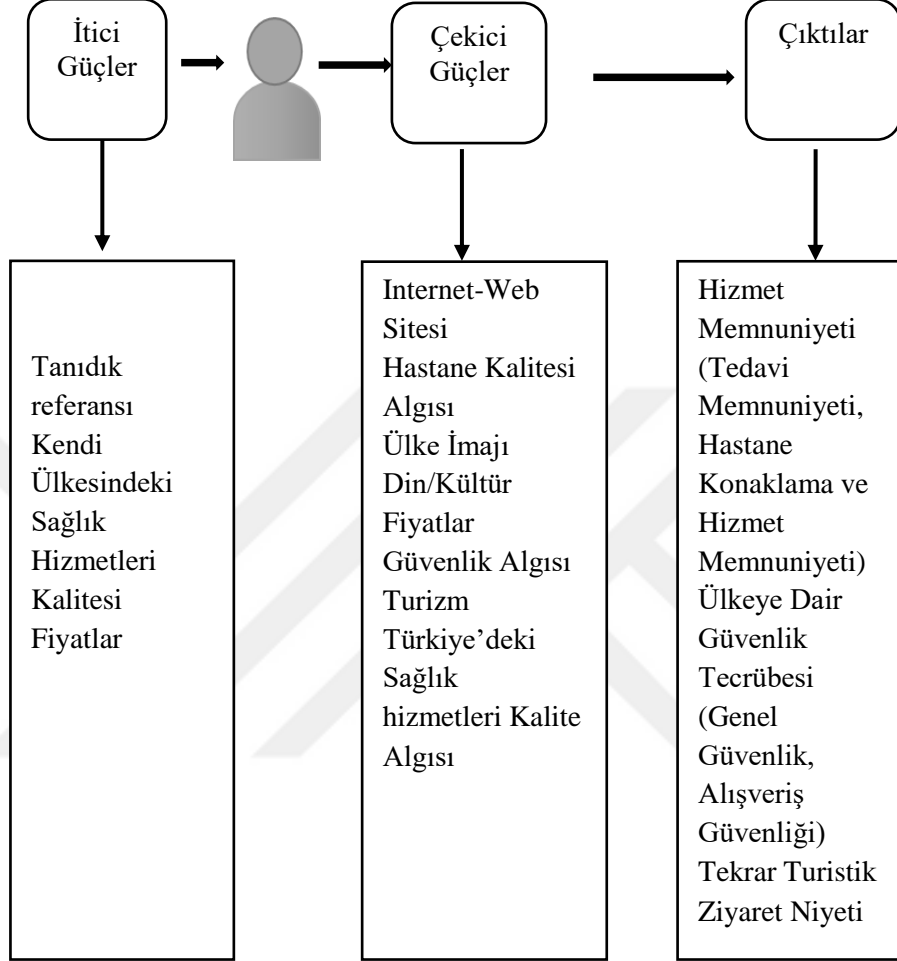 İtici
Güçler
Çekici
Güçler
Çıktılar
Tanıdık
referansı
Kendi
Ülkesindeki
Sağlık
Hizmetleri
Kalitesi
Fiyatlar
Internet-Web
Sitesi
Hastane Kalitesi
Algısı
Ülke İmajı
Din/Kültür
Fiyatlar
Güvenlik Algısı
Turizm
Türkiye’deki
Sağlık
hizmetleri Kalite
Algısı
Hizmet
Memnuniyeti
(Tedavi
Memnuniyeti,
Hastane
Konaklama ve
Hizmet
Memnuniyeti)
Ülkeye Dair
Güvenlik
Tecrübesi
(Genel
Güvenlik,
Alışveriş
Güvenliği)
Tekrar Turistik
Ziyaret Niyeti